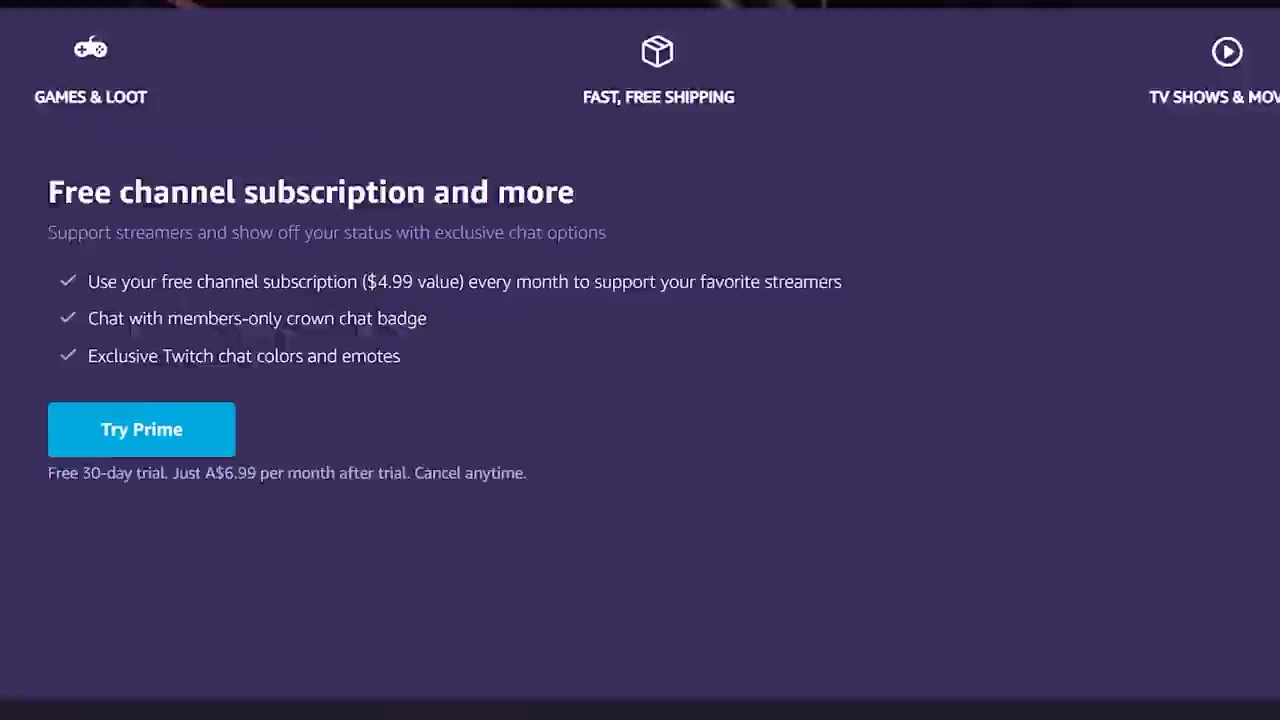 GAMES & LOOT
FAST, FREE SHIPPING
TV SHOWS & MOV
Free channel subscription and more
Support streamers and show off your status with exclusive chat options
Use your free channel subscription ($4.99 value) every month to support your favorite streamers
Chat with members-only crown chat badge
Exclusive Twitch chat colors and emotes
Try Prime
Free 30-day trial. Just A$6.99 per month after trial. Cancel anytime.